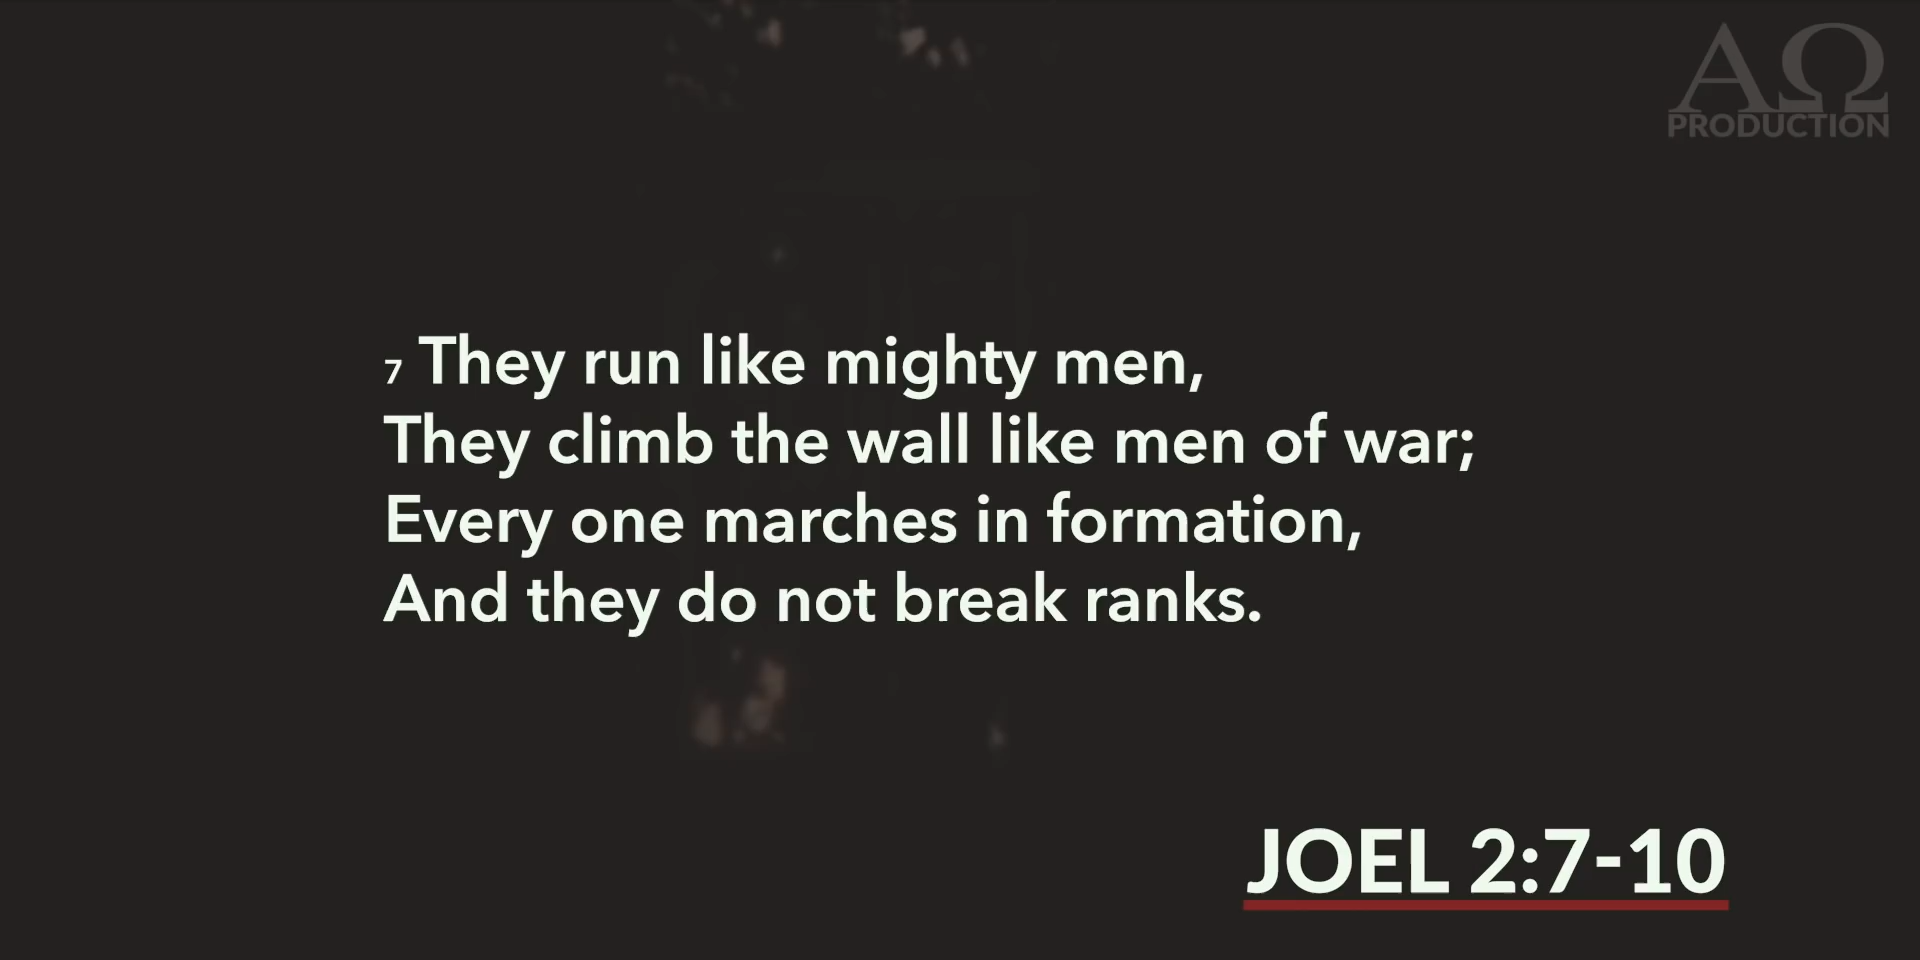 ΑΩ
PRODUCTION
7 They run like mighty men,
They climb the wall like men of war;
Every one marches in formation,
And they do not break ranks.
JOEL 2:7-10